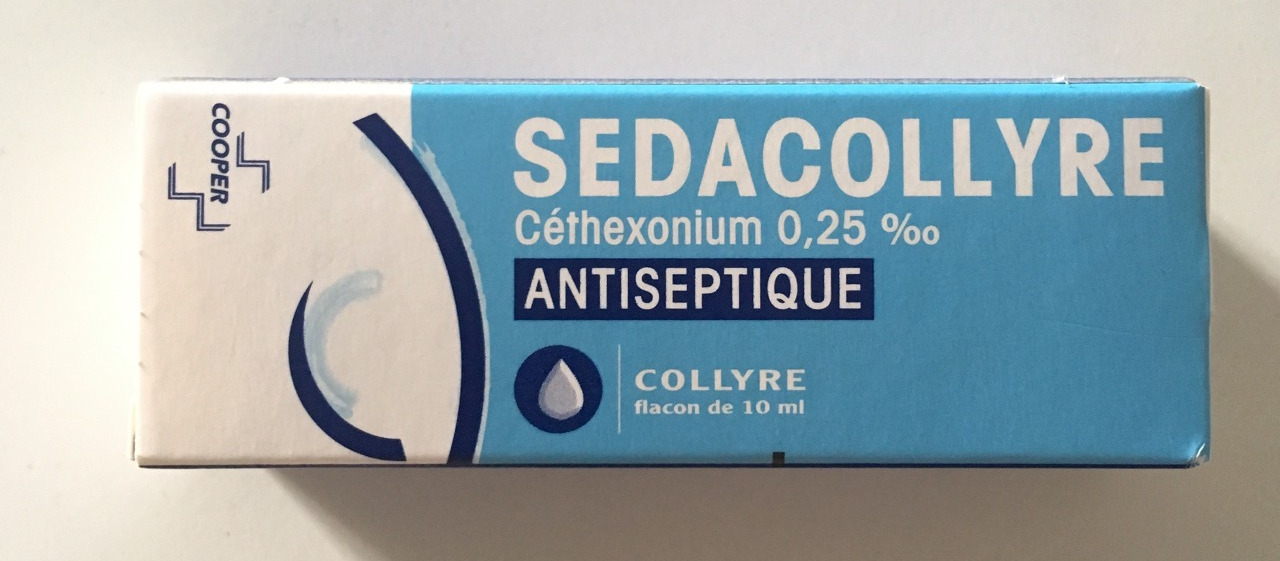 COOPER
SEDACOLLYRE
Céthexonium 0,25 ‰
ANTISEPTIQUE
COLLYRE
flacon de 10 ml